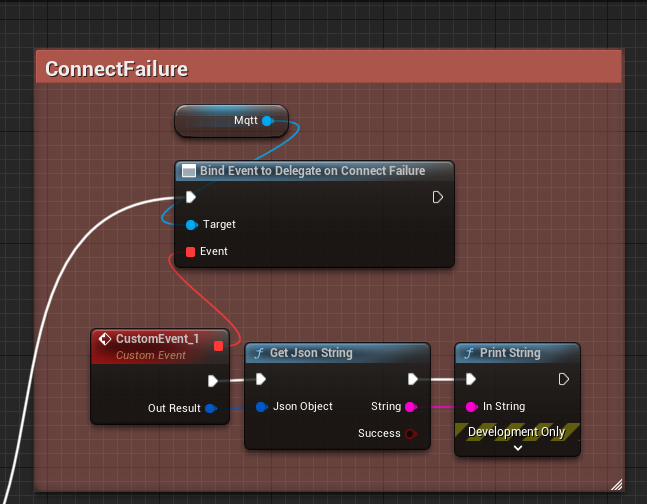 ConnectFailure
Mqtt
Bind Event to Delegate on Connect Failure
Target
Event
CustomEvent_1
Custom Event
Out Result
f Get Json String
Json Object
String
Success
f Print String
In String
Development Only